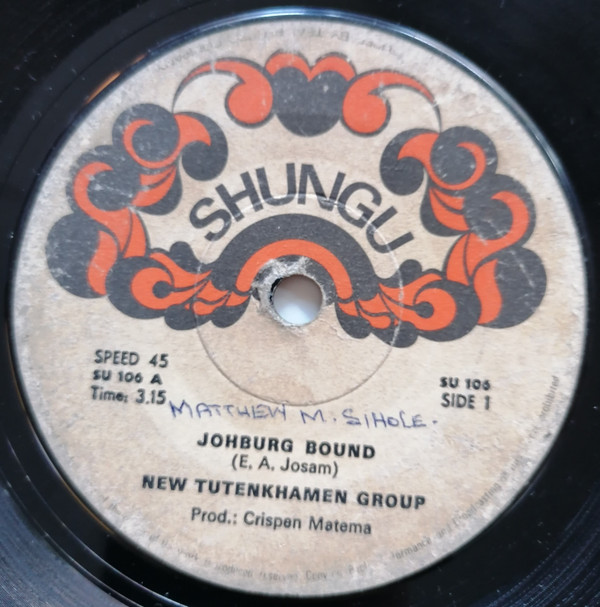 SHUNGU
SPEED 45
SU 106 A
Time: 3.15
SU 106
SIDE 1
MATTHEW M. SIHOLE.
JOHBURG BOUND
(E. A. Josam)
NEW TUTENKHAMEN GROUP
Prod.: Crispen Matema